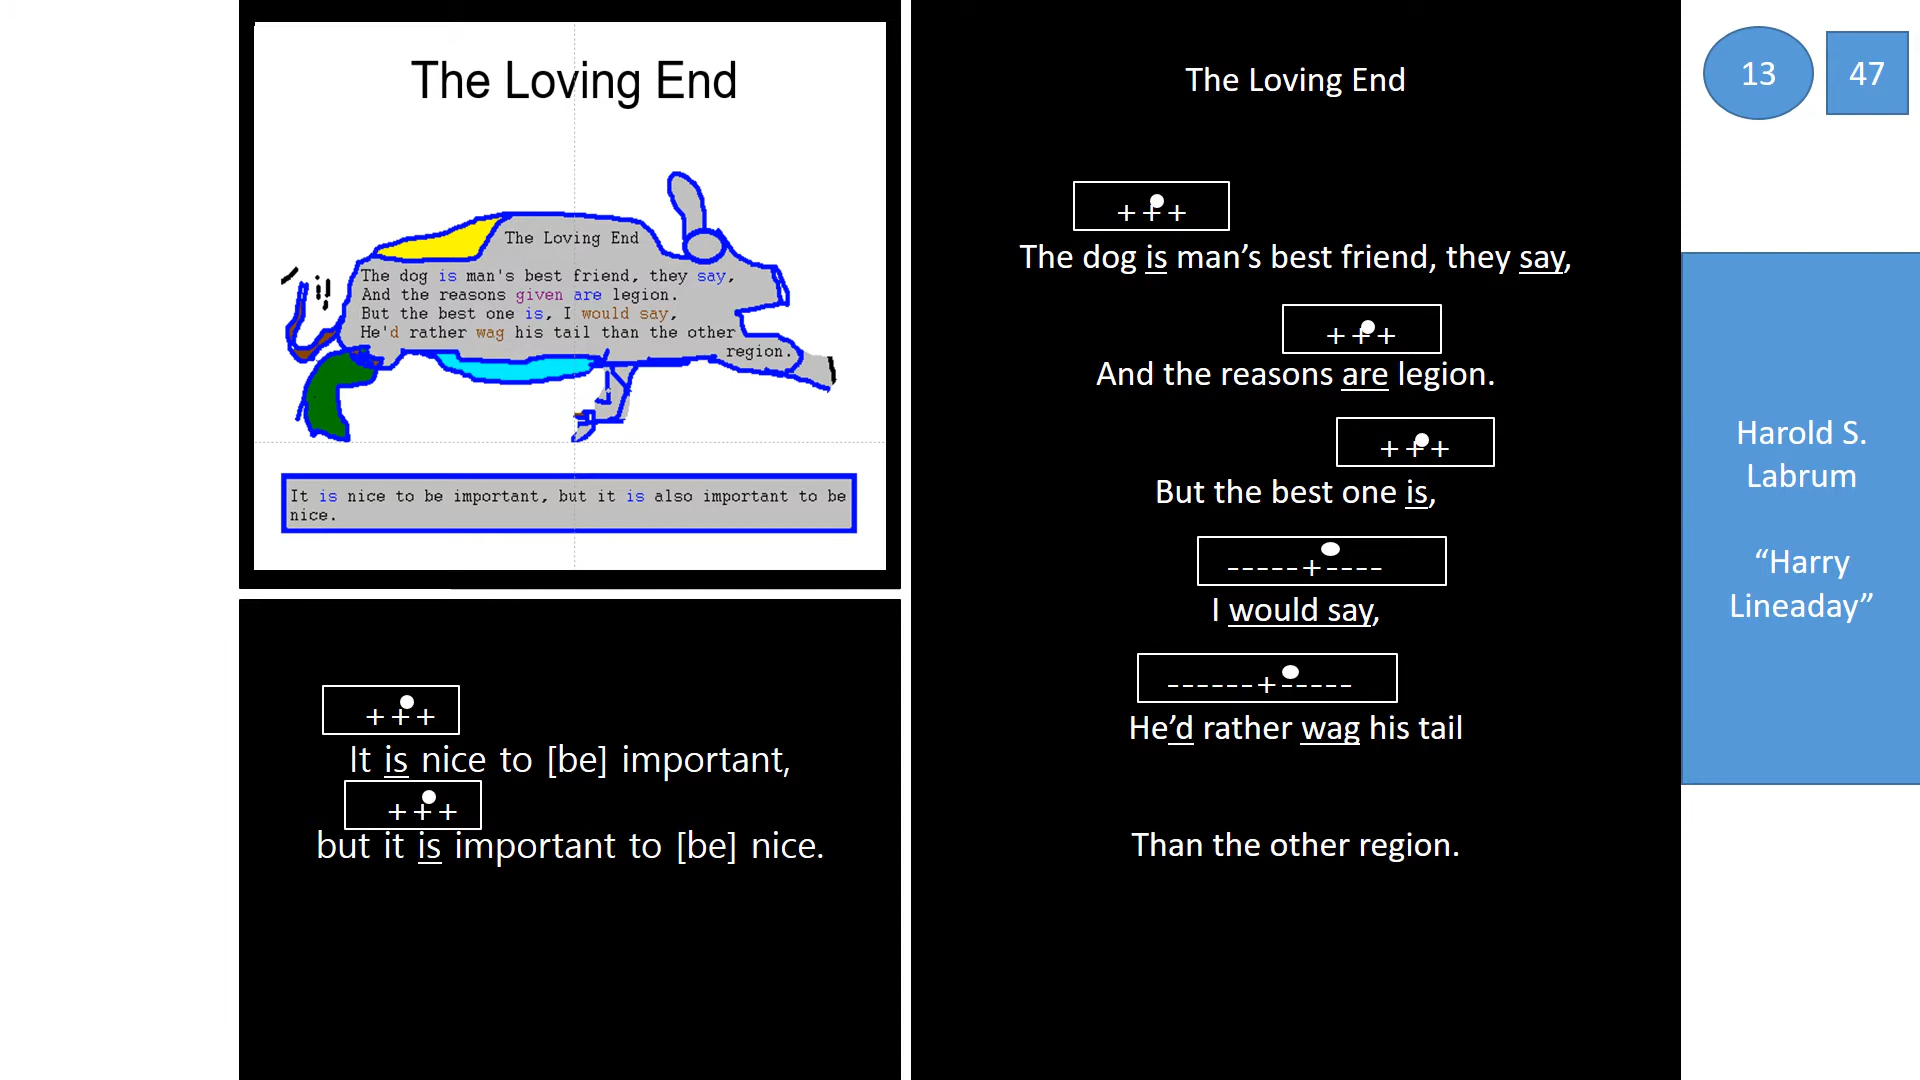 The Loving End
The Loving End
The dog is man's best friend, they say,
And the reasons given are legion.
But the best one is, I would say,
He'd rather wag his tail than the other
region.
It is nice to be important, but it is also important to be
nice.
+++
It is nice to [be] important,
+++
but it is important to [be] nice.
The Loving End
+++
The dog is man’s best friend, they say,
+++
And the reasons are legion.
+++
But the best one is,
-----+----
I would say,
------+-----
He’d rather wag his tail
Than the other region.
13
47
Harold S.
Labrum
“Harry
Lineaday”